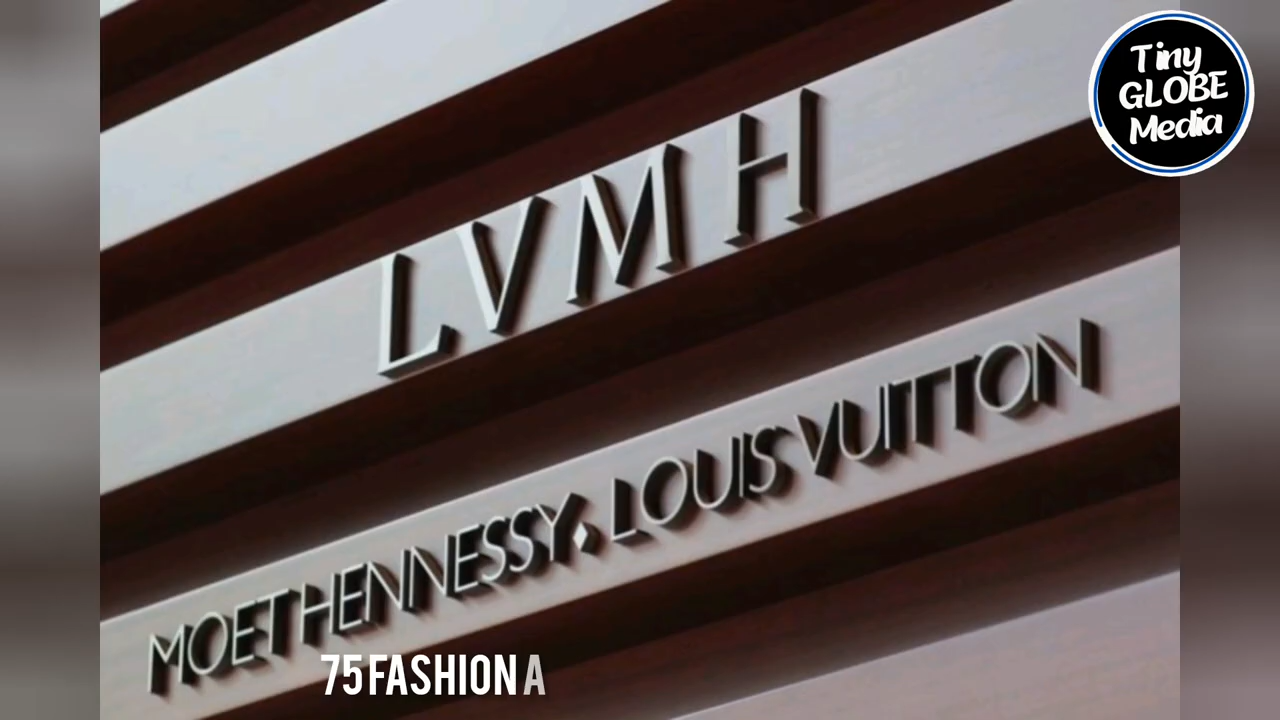 Tiny
GLOBE
Media
LVMH
MOET HENNESSY. LOUIS VUITTON
75 FASHION A